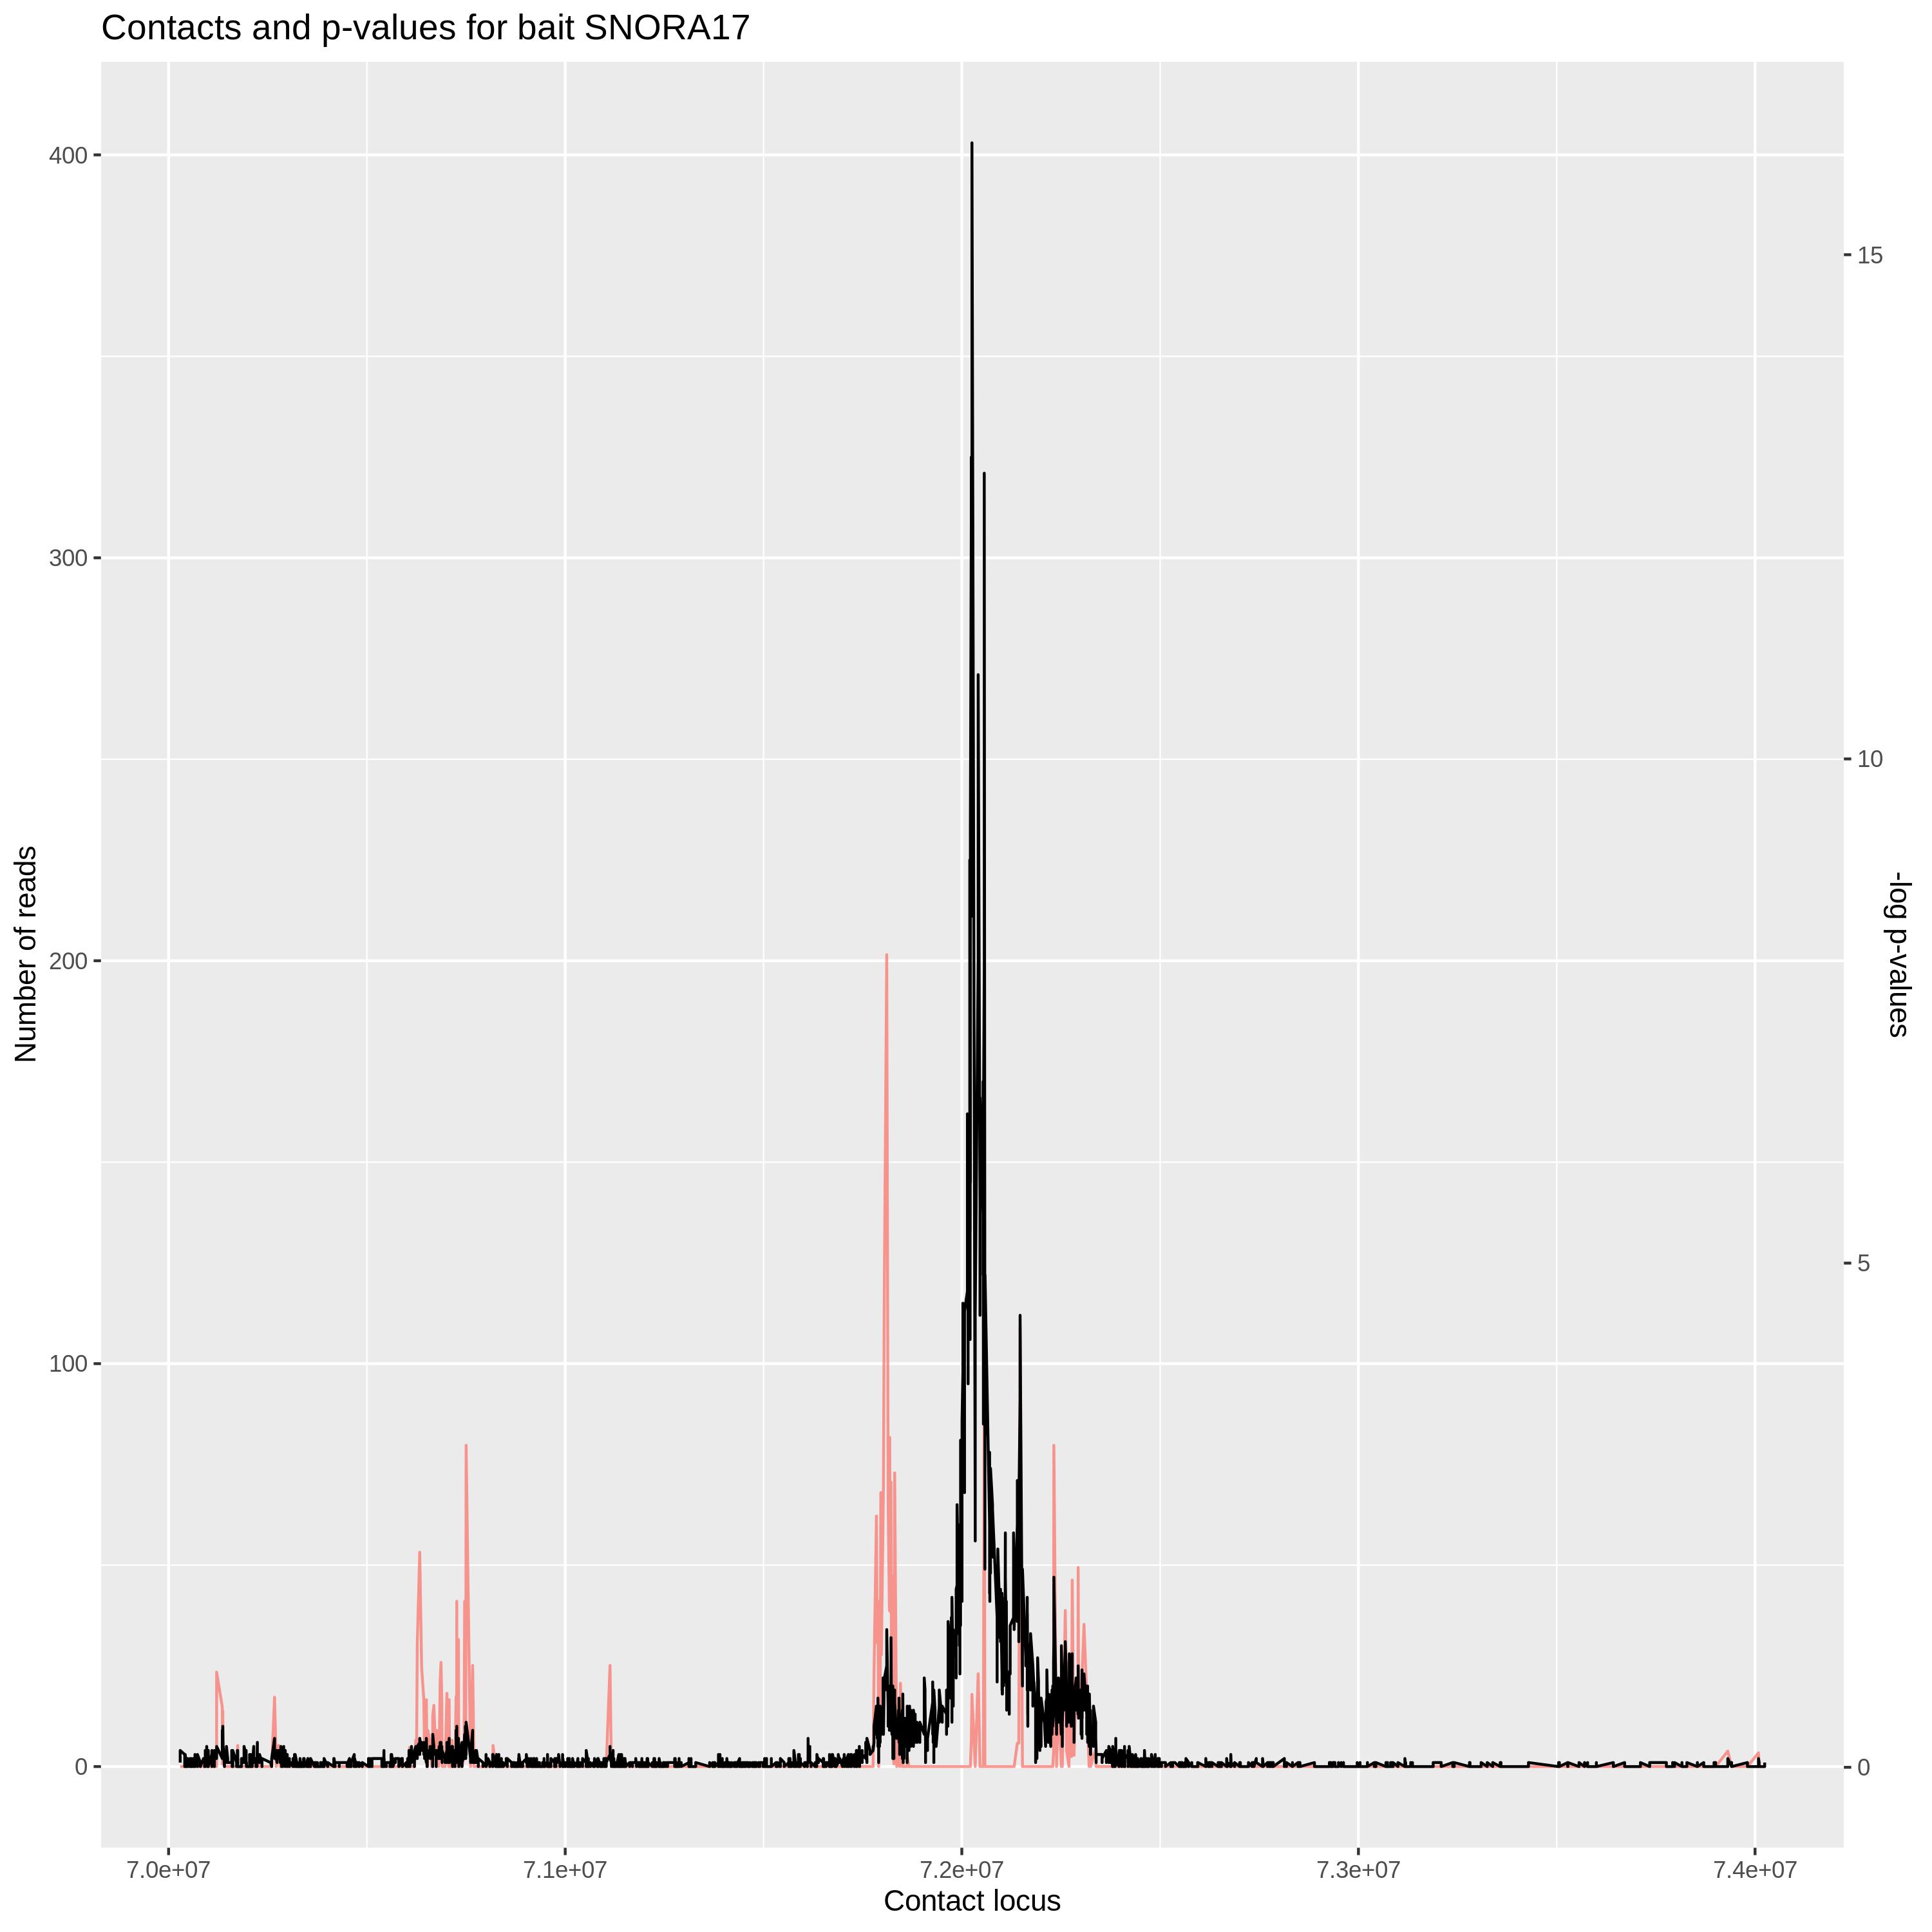 Contacts and p-values for bait SNORA17
400
300
200
100
0
Number of reads
15
10
5
0
-log p-values
7.0e+07
7.1e+07
7.2e+07
7.3e+07
7.4e+07
Contact locus